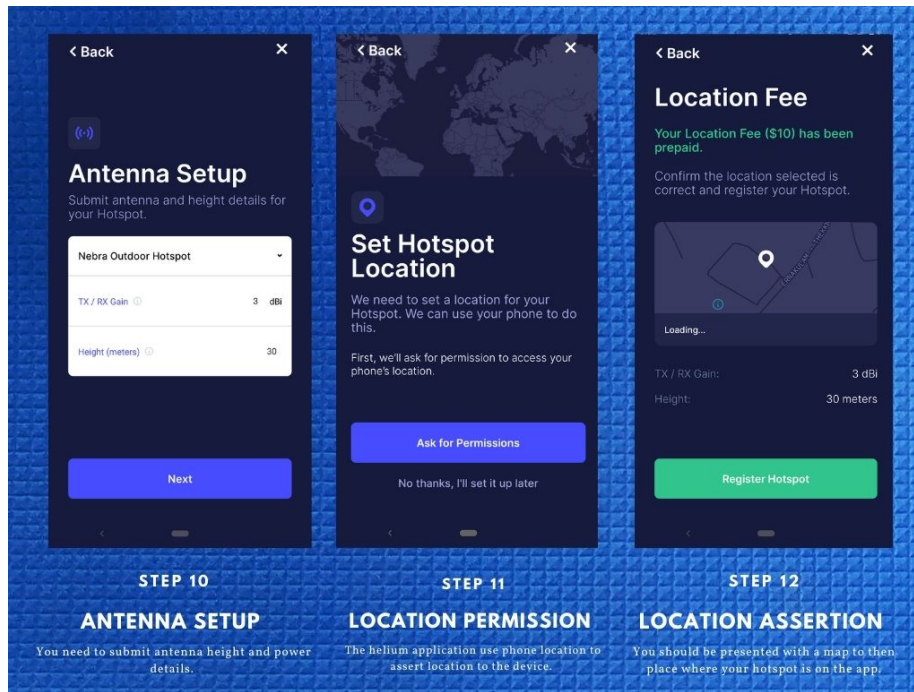 < Back
×
Antenna Setup
Submit antenna and height details for
your Hotspot.
Nebra Outdoor Hotspot
TX / RX Gain 3 dBi
Height (meters) 30
Next
STEP 10
ANTENNA SETUP
You need to submit antenna height and power
details.
< Back
×
Set Hotspot
Location
We need to set a location for your
Hotspot. We can use your phone to do
this.
First, we'll ask for permission to access your
phone's location.
Ask for Permissions
No thanks, I'll set it up later
STEP 11
LOCATION PERMISSION
The helium application use phone location to
assert location to the device.
< Back
×
Location Fee
Your Location Fee ($10) has been
prepaid.
Confirm the location selected is
correct and register your Hotspot.
Loading...
TX / RX Gain: 3 dBi
Height: 30 meters
Register Hotspot
STEP 12
LOCATION ASSERTION
You should be presented with a map to then
place where your hotspot is on the app.